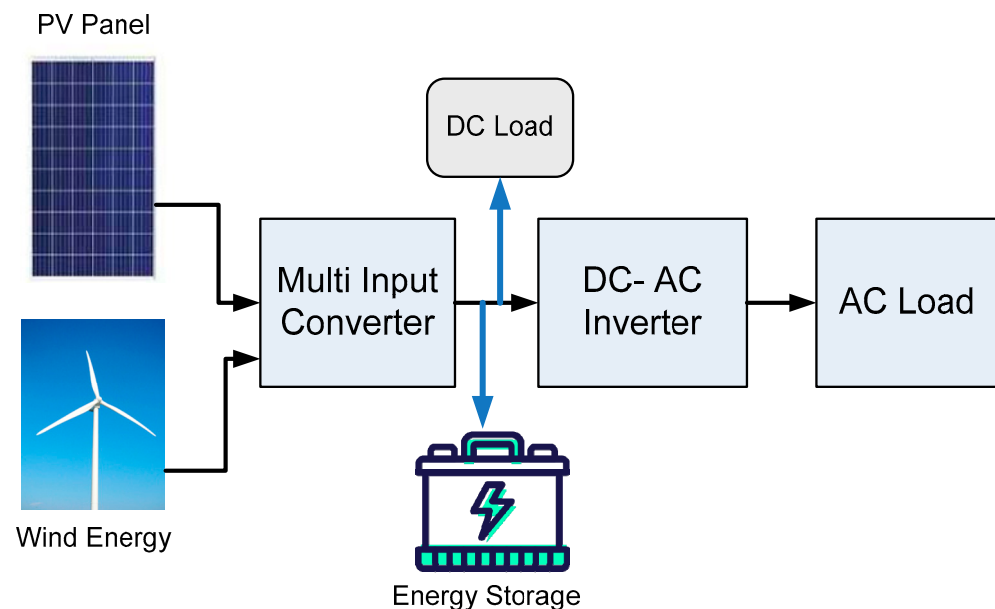 PV Panel
DC Load
Multi Input
Converter
DC- AC
Inverter
AC Load
Wind Energy
Energy Storage